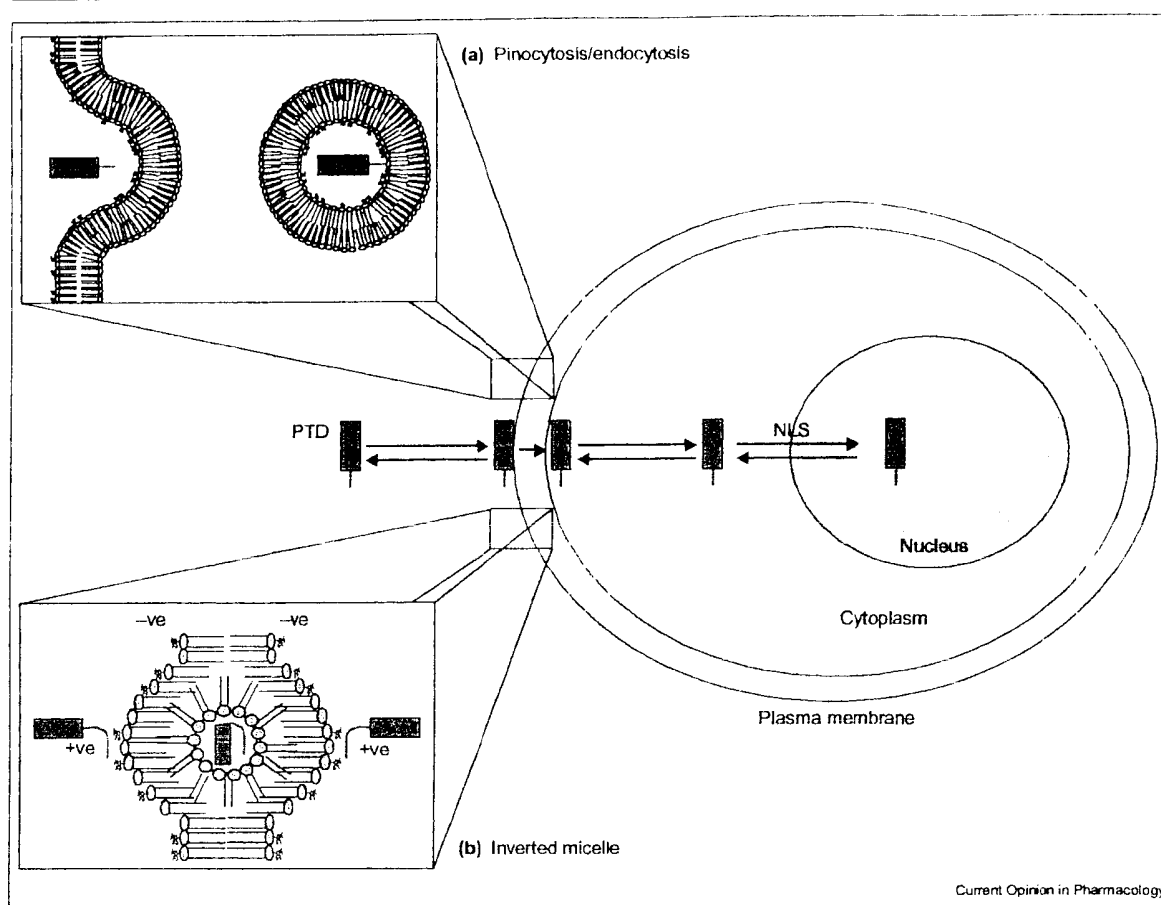 (a) Pinocytosis/endocytosis
PTD
NLS
Nucleus
Cytoplasm
Plasma membrane
–ve
–ve
+ve
+ve
(b) Inverted micelle
Current Opinion in Pharmacology